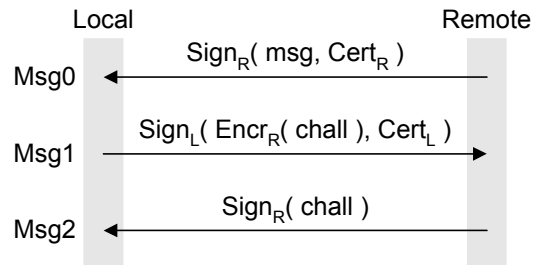 Local Remote
Msg0 Sign_R( msg, Cert_R )
Msg1 Sign_L( Encr_R( chall ), Cert_L )
Msg2 Sign_R( chall )